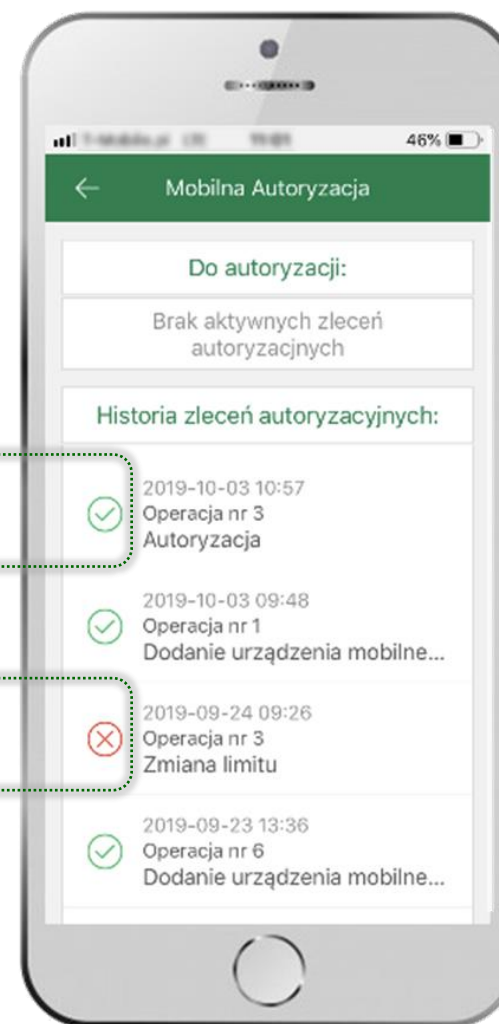 46%
Mobilna Autoryzacja
Do autoryzacji:
Brak aktywnych zleceń
autoryzacjnych
Historia zleceń autoryzacyjnych:
2019-10-03 10:57
Operacja nr 3
Autoryzacja
2019-10-03 09:48
Operacja nr 1
Dodanie urządzenia mobilne...
2019-09-24 09:26
Operacja nr 3
Zmiana limitu
2019-09-23 13:36
Operacja nr 6
Dodanie urządzenia mobilne...